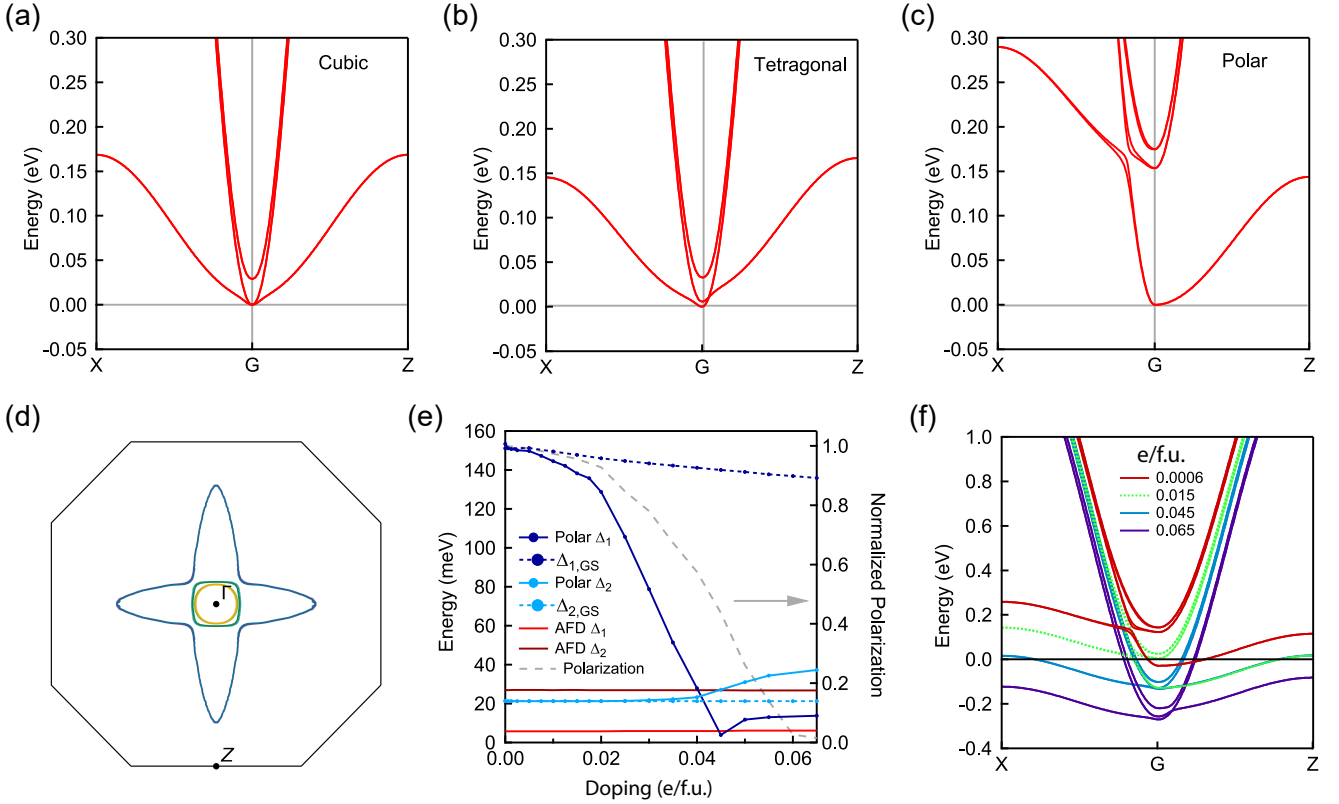 (a)
0.30
0.25
0.20
0.15
0.10
0.05
0.00
-0.05
Energy (eV)
Cubic
X
G
Z
(b)
0.30
0.25
0.20
0.15
0.10
0.05
0.00
-0.05
Energy (eV)
Tetragonal
X
G
Z
(c)
0.30
0.25
0.20
0.15
0.10
0.05
0.00
-0.05
Energy (eV)
Polar
X
G
Z
(d)
Γ
Z
(e)
160
140
120
100
80
60
40
20
0
Energy (meV)
Polar Δ₁
Δ₁,GS
Polar Δ₂
Δ₂,GS
AFD Δ₁
AFD Δ₂
Polarization
1.0
0.8
0.6
0.4
0.2
0.0
Normalized Polarization
0.00
0.02
0.04
0.06
Doping (e/f.u.)
(f)
1.0
0.8
0.6
0.4
0.2
0.0
-0.2
-0.4
Energy (eV)
e/f.u.
0.0006
0.015
0.045
0.065
X
G
Z